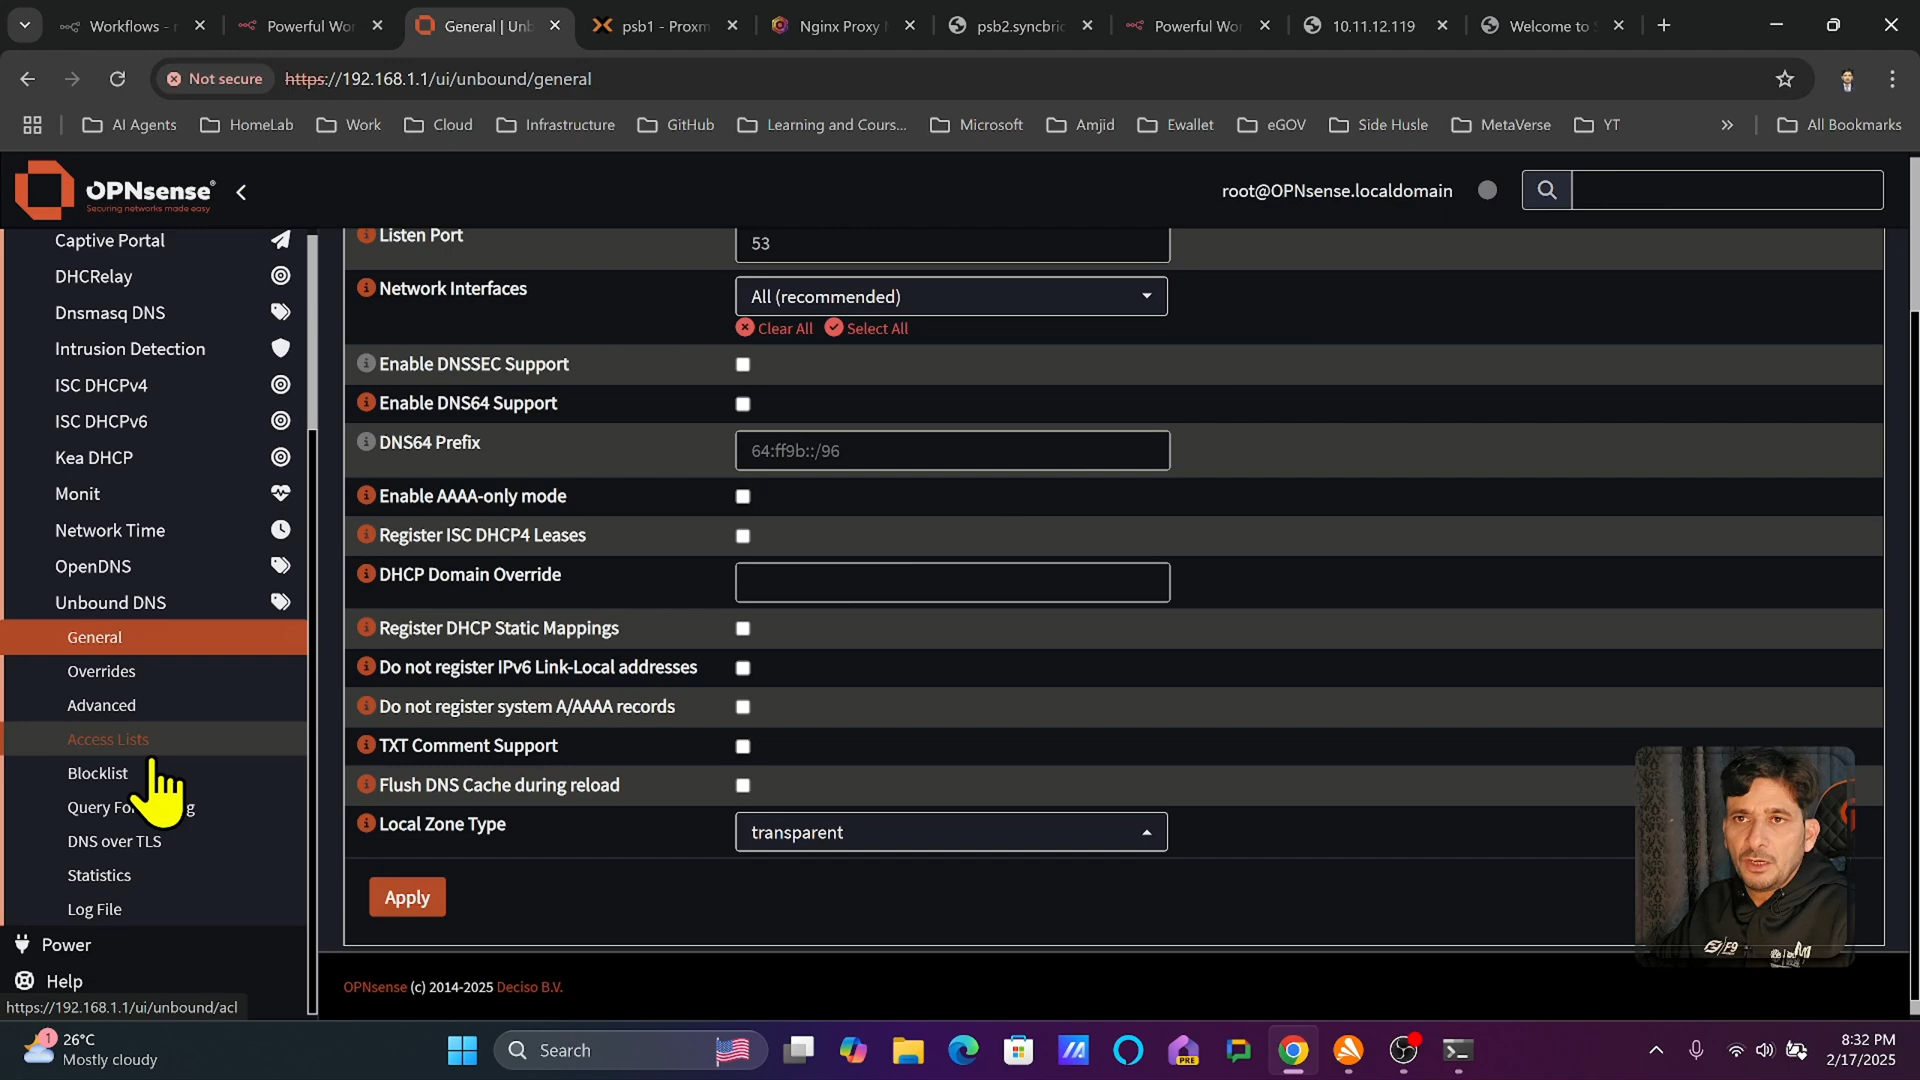 Workflows - r
Powerful Wor
General | Unb
psb1 - Proxm
Nginx Proxy M
psb2.syncbric
Powerful Wor
10.11.12.119
Welcome to S
Not secure
https://192.168.1.1/ui/unbound/general
AI Agents
HomeLab
Work
Cloud
Infrastructure
GitHub
Learning and Cours...
Microsoft
Amjid
Ewallet
eGOV
Side Husle
MetaVerse
YT
All Bookmarks
OPNsense®
Securing networks made easy
root@OPNsense.localdomain
Captive Portal
DHCRelay
Dnsmasq DNS
Intrusion Detection
ISC DHCPv4
ISC DHCPv6
Kea DHCP
Monit
Network Time
OpenDNS
Unbound DNS
General
Overrides
Advanced
Access Lists
Blocklist
Query Fo
g
DNS over TLS
Statistics
Log File
Power
Help
https://192.168.1.1/ui/unbound/acl
Listen Port
53
Network Interfaces
All (recommended)
Clear All
Select All
Enable DNSSEC Support
Enable DNS64 Support
DNS64 Prefix
64:ff9b::/96
Enable AAAA-only mode
Register ISC DHCP4 Leases
DHCP Domain Override
Register DHCP Static Mappings
Do not register IPv6 Link-Local addresses
Do not register system A/AAAA records
TXT Comment Support
Flush DNS Cache during reload
Local Zone Type
transparent
Apply
OPNsense (c) 2014-2025 Deciso B.V.
1
26°C
Mostly cloudy
Search
PRE
8:32 PM
2/17/2025